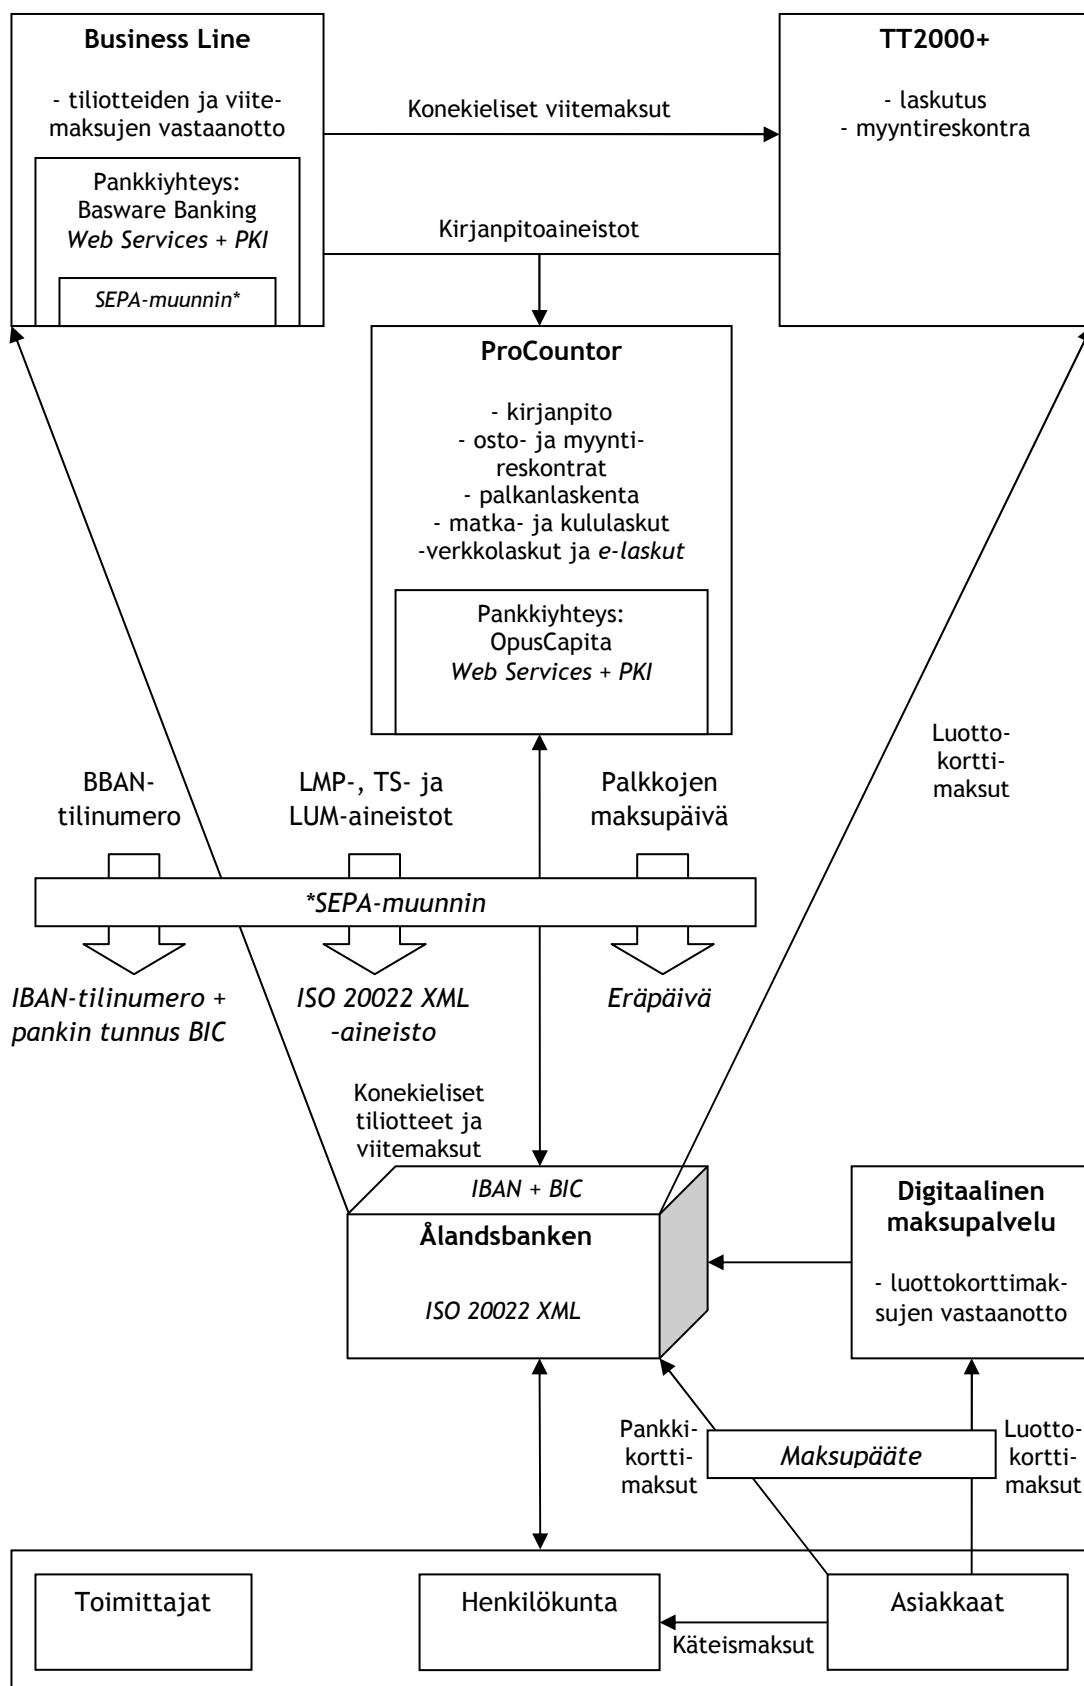 Business Line
- tiliotteiden ja viite-
maksujen vastaanotto
Pankkiyhteys:
Basware Banking
Web Services + PKI
SEPA-muunnin*
Konekieliset viitemaksut
Kirjanpitoaineistot
TT2000+
- laskutus
- myyntireskontra
ProCountor
- kirjanpito
- osto- ja myynti-
reskontrat
- palkanlaskenta
- matka- ja kululaskut
-verkkolaskut ja e-laskut
Pankkiyhteys:
OpusCapita
Web Services + PKI
Luotto-
kortti-
maksut
BBAN-
tilinumero
LMP-, TS- ja
LUM-aineistot
Palkkojen
maksupäivä
*SEPA-muunnin
IBAN-tilinumero +
pankin tunnus BIC
ISO 20022 XML
-aineisto
Eräpäivä
Konekieliset
tiliotteet ja
viitemaksut
IBAN + BIC
Ålandsbanken
ISO 20022 XML
Digitaalinen
maksupalvelu
- luottokorttimak-
sujen vastaanotto
Pankki-
kortti-
maksut
Maksupääte
Luotto-
kortti-
maksut
Toimittajat
Henkilökunta
Käteismaksut
Asiakkaat